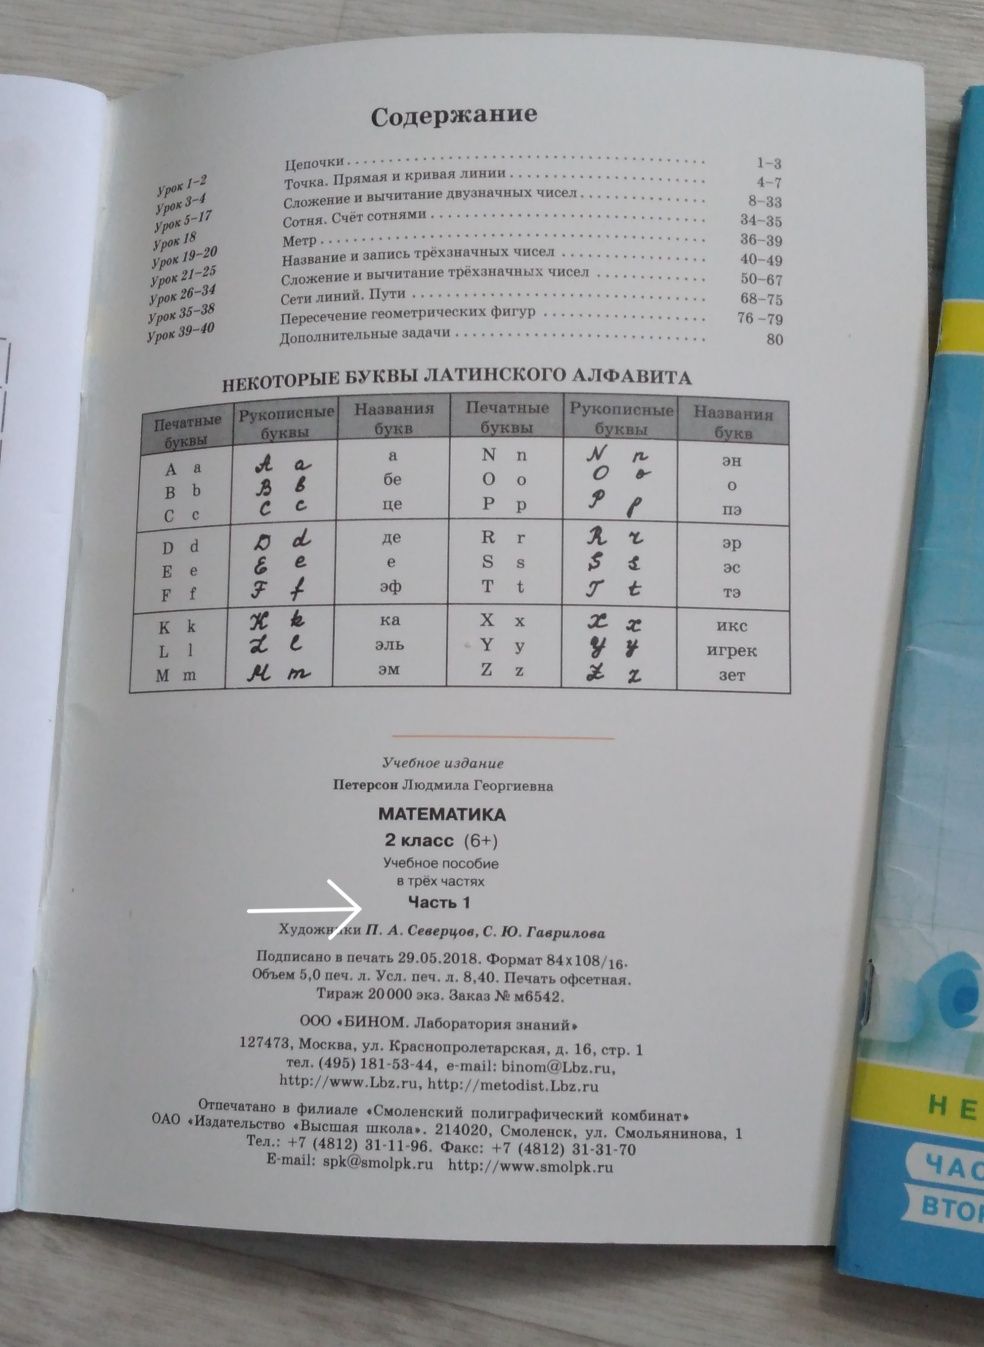 Содержание
Урок 1–2 Цепочки 1–3
Урок 3–4 Точка. Прямая и кривая линии 4–7
Урок 5–17 Сложение и вычитание двузначных чисел 8–33
Урок 18 Сотня. Счёт сотнями 34–35
Урок 19–20 Метр 36–39
Урок 21–25 Название и запись трёхзначных чисел 40–49
Урок 26–34 Сложение и вычитание трёхзначных чисел 50–67
Урок 35–38 Сети линий. Пути 68–75
Урок 39–40 Пересечение геометрических фигур 76–79
Дополнительные задачи 80
НЕКОТОРЫЕ БУКВЫ ЛАТИНСКОГО АЛФАВИТА
Печатные буквы Рукописные буквы Названия букв Печатные буквы Рукописные буквы Названия букв
A a A a а N n N n эн
B b B b бе O o O o о
C c C c це P p P p пэ
D d D d де R r R r эр
E e E e е S s S s эс
F f F f эф T t T t тэ
K k K k ка X x X x икс
L l L l эль Y y Y y игрек
M m M m эм Z z Z z зет
Учебное издание
Петерсон Людмила Георгиевна
МАТЕМАТИКА
2 класс (6+)
Учебное пособие
в трёх частях
Часть 1
Художники П. А. Северцов, С. Ю. Гаврилова
Подписано в печать 29.05.2018. Формат 84x108/16.
Объем 5,0 печ. л. Усл. печ. л. 8,40. Печать офсетная.
Тираж 20 000 экз. Заказ № м6542.
ООО «БИНОМ. Лаборатория знаний»
127473, Москва, ул. Краснопролетарская, д. 16, стр. 1
тел. (495) 181-53-44, e-mail: binom@Lbz.ru,
http://www.Lbz.ru, http://metodist.Lbz.ru
Отпечатано в филиале «Смоленский полиграфический комбинат»
ОАО «Издательство «Высшая школа». 214020, Смоленск, ул. Смольянинова, 1
Тел.: +7 (4812) 31-11-96. Факс: +7 (4812) 31-31-70
E-mail: spk@smolpk.ru http://www.smolpk.ru
НЕ
ЧАС
ВТОР